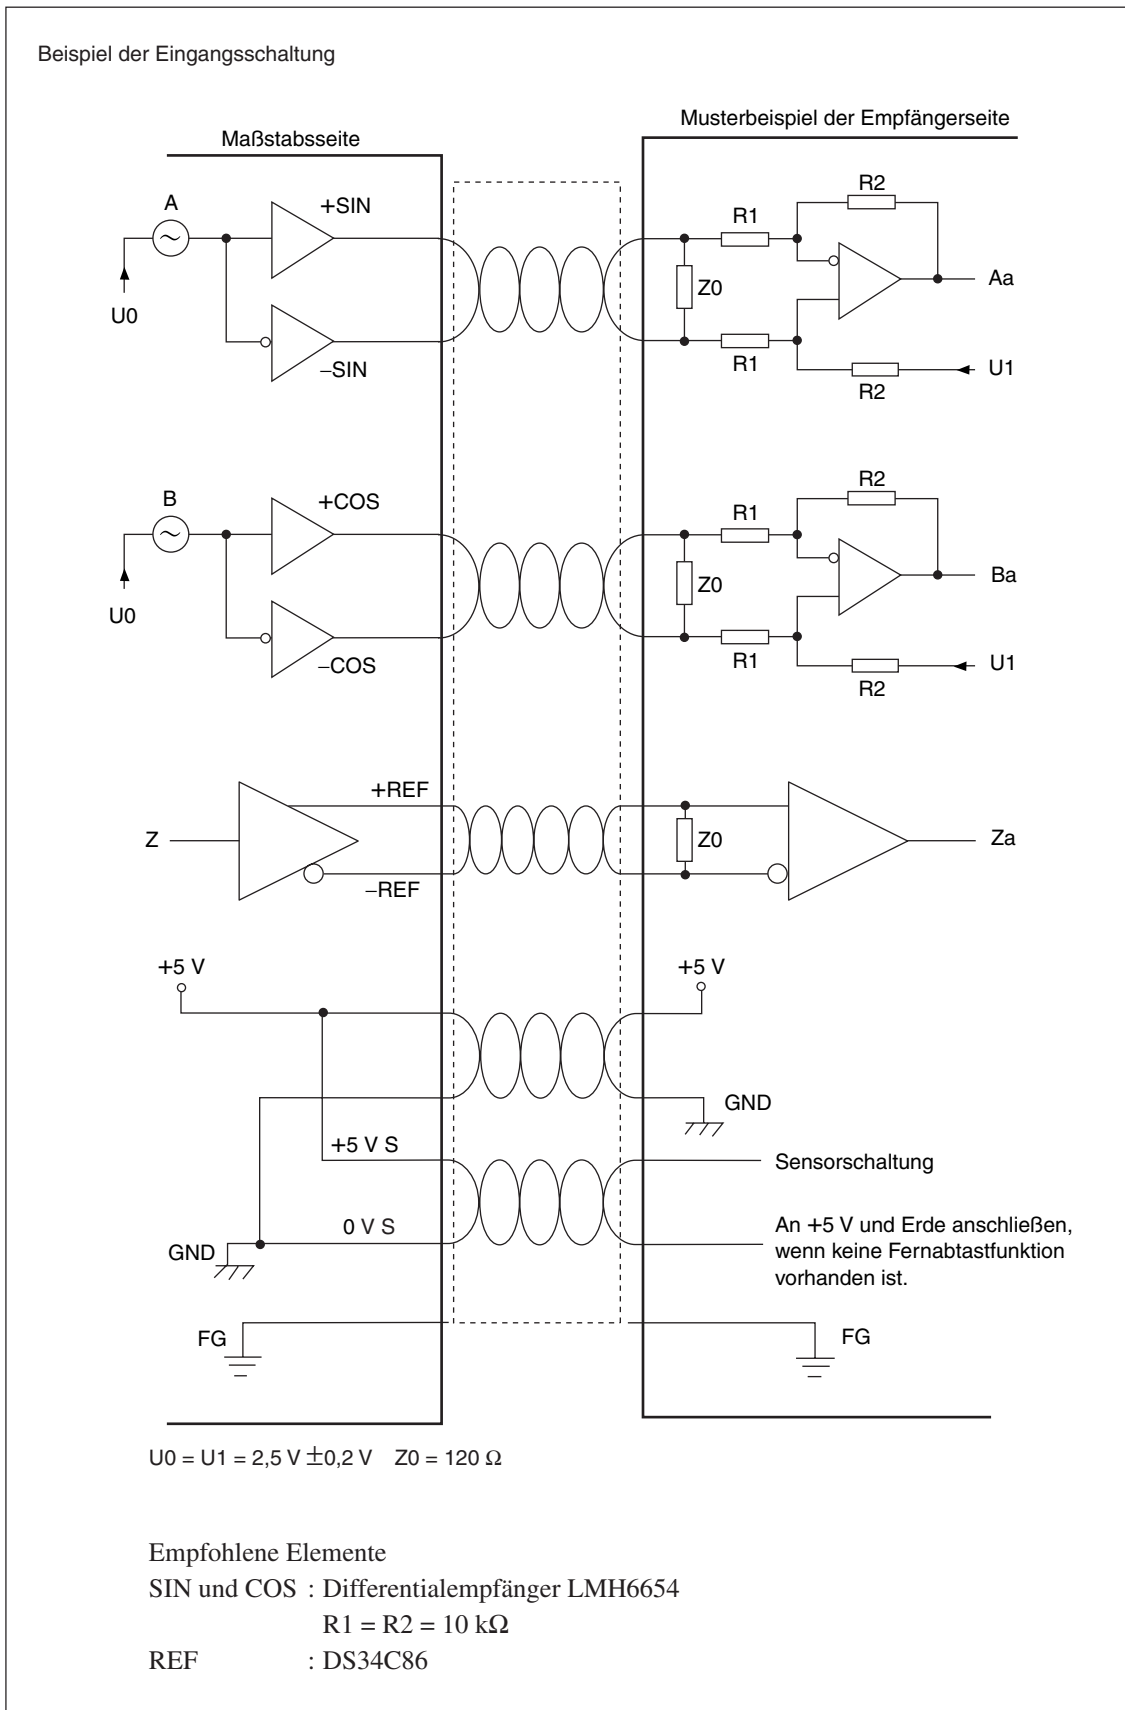 Beispiel der Eingangsschaltung
Maßstabsseite
Musterbeispiel der Empfängerseite
A
+SIN
U0
−SIN
R2
R1
Z0
Aa
R1
U1
R2
B
+COS
U0
−COS
R2
R1
Z0
Ba
R1
U1
R2
+REF
Z
−REF
Z0
Za
+5 V
+5 V
GND
+5 V S
Sensorschaltung
0 V S
GND
An +5 V und Erde anschließen,
wenn keine Fernabtastfunktion
vorhanden ist.
FG
FG
U0 = U1 = 2,5 V ±0,2 V Z0 = 120 Ω
Empfohlene Elemente
SIN und COS : Differentialempfänger LMH6654
R1 = R2 = 10 kΩ
REF : DS34C86